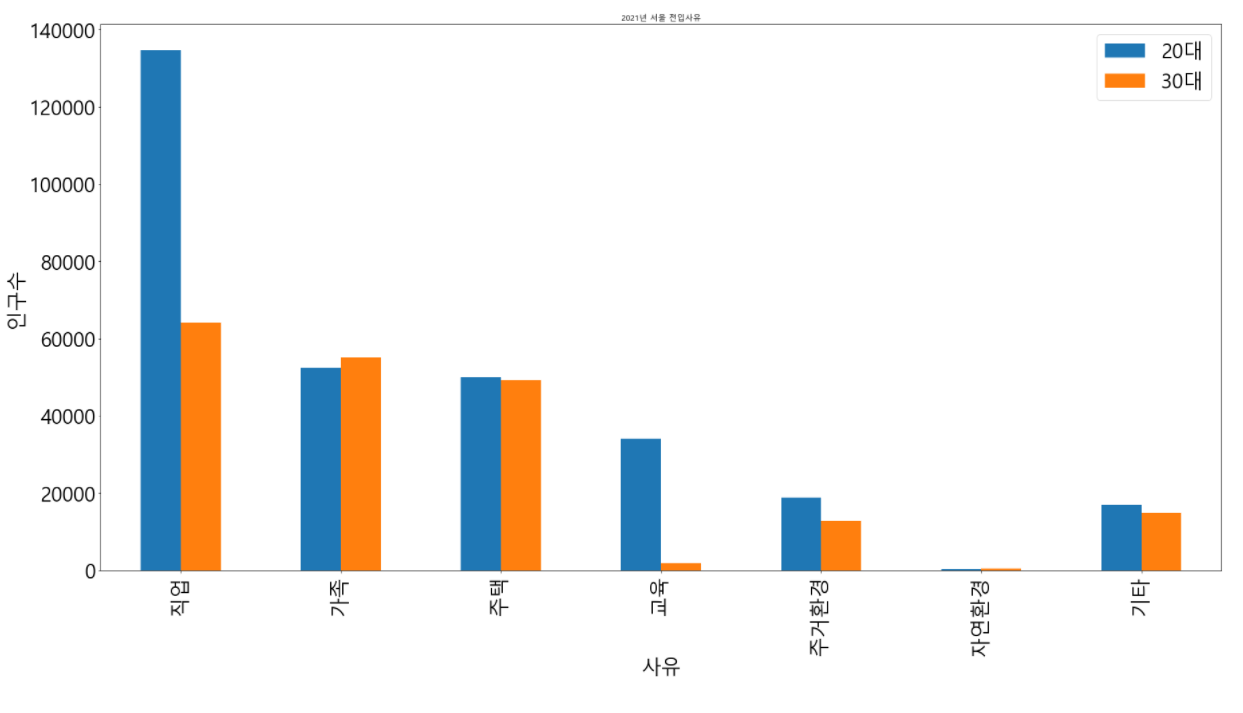 2021년 서울 전입사유
20대
30대
인구수
140000
120000
100000
80000
60000
40000
20000
0
직업
가족
주택
교육
주거환경
자연환경
기타
사유